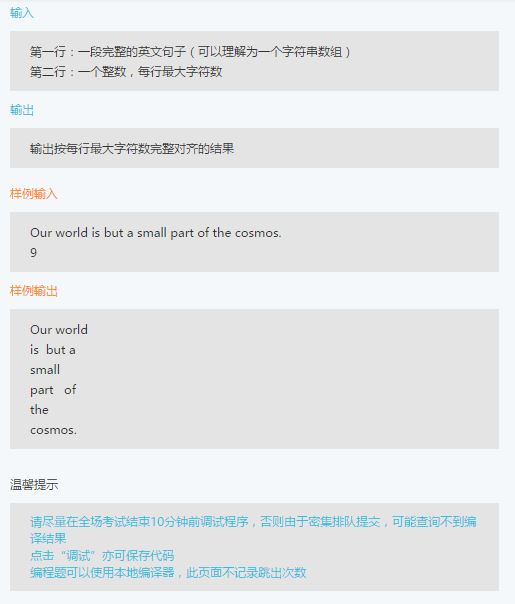 输入
第一行：一段完整的英文句子（可以理解为一个字符串数组）
第二行：一个整数，每行最大字符数
输出
输出按每行最大字符数完整对齐的结果
样例输入
Our world is but a small part of the cosmos.
9
样例输出
Our world
is  but a
small
part   of
the
cosmos.
温馨提示
请尽量在全场考试结束10分钟前调试程序，否则由于密集排队提交，可能查询不到编
译结果
点击“调试”亦可保存代码
编程题可以使用本地编译器，此页面不记录跳出次数